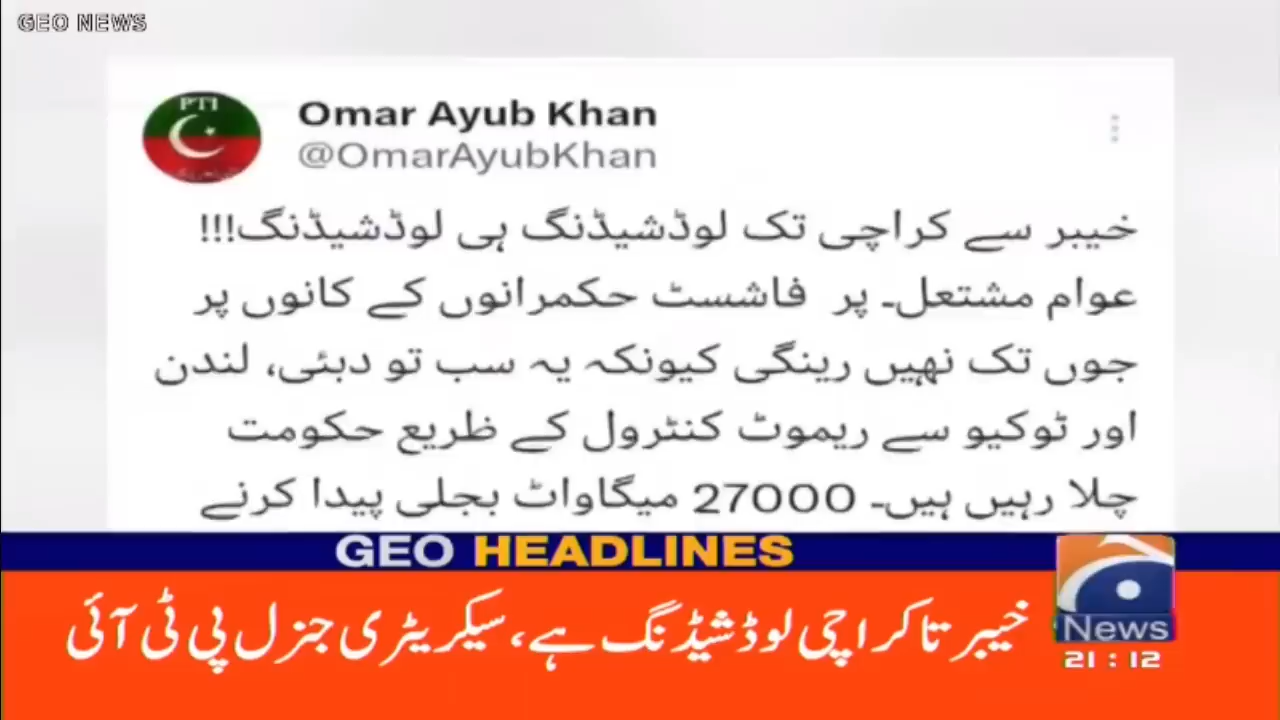 GEO NEWS
PTI
Omar Ayub Khan
@OmarAyubKhan
خیبر سے کراچی تک لوڈشیڈنگ ہی لوڈشیڈنگ!!!
عوام مشتعل۔ پر فاشسٹ حکمرانوں کے کانوں پر
جوں تک نہیں رینگی کیونکہ یہ سب تو دبئی، لندن
اور ٹوکیو سے ریموٹ کنٹرول کے ظریع حکومت
چلا رہیں ہیں۔ 27000 میگاواٹ بجلی پیدا کرنے
GEO HEADLINES
خیبر تا کراچی لوڈشیڈنگ ہے، سیکریٹری جنرل پی ٹی آئی
News
21:12